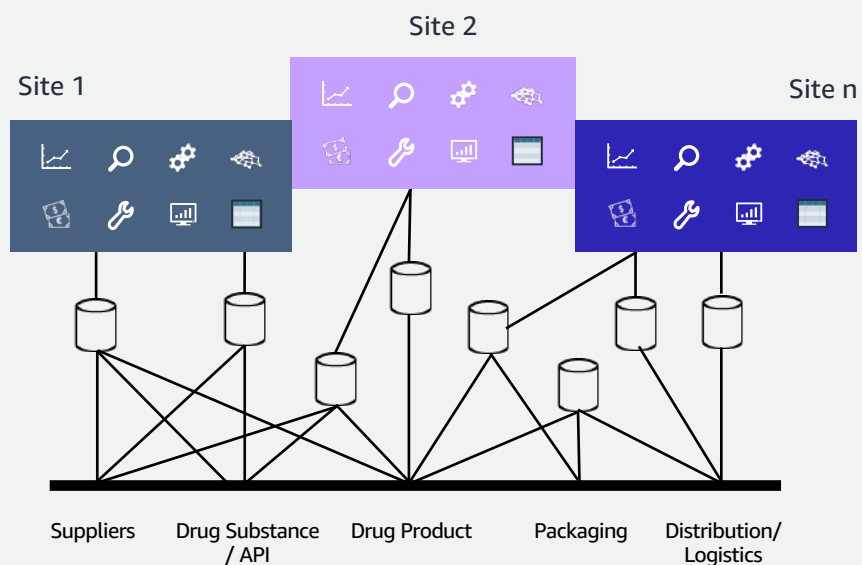 Site 2
Site 1
Site n
Suppliers
Drug Substance
/ API
Drug Product
Packaging
Distribution/
Logistics